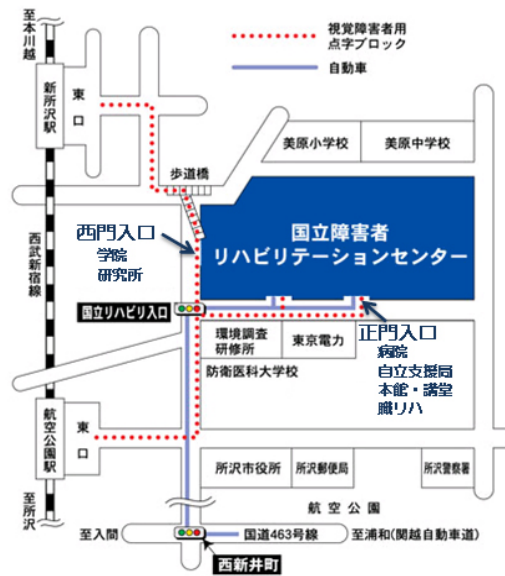 至本川越
視覚障害者用
点字ブロック
自動車
新所沢駅
東口
美原小学校
美原中学校
歩道橋
西門入口
学院
研究所
国立障害者
リハビリテーションセンター
西武新宿線
国立リハビリ入口
環境調査
研修所
東京電力
正門入口
病院
自立支援局
本館・講堂
職リハ
防衛医科大学校
航空公園駅
東口
所沢市役所
所沢郵便局
所沢警察署
至所沢
航空公園
至入間
国道463号線
至浦和(関越自動車道)
西新井町